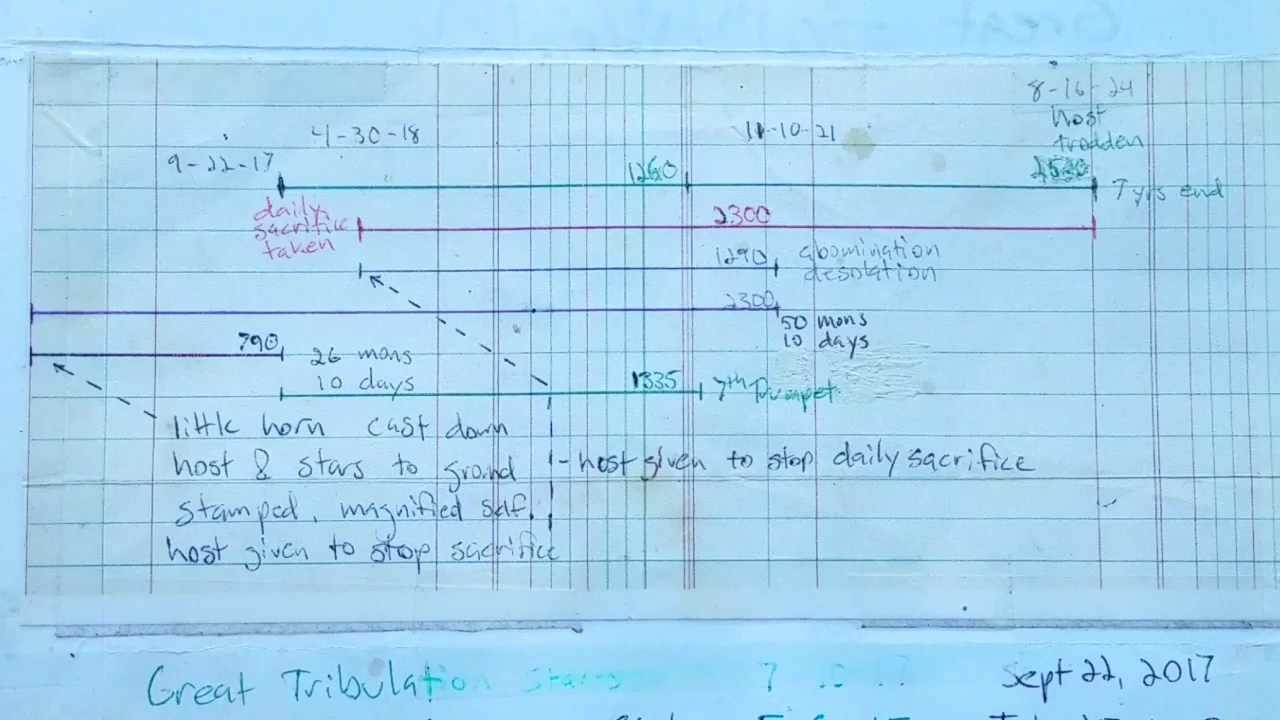 8-16-24
host
trodden
4-30-18
11-10-21
9-22-17
1260
7 yrs end
daily
sacrifice
taken
2300
1290 abomination
desolation
2300
50 mons
10 days
790
26 mons
10 days
1335
7th Trumpet
little horn cast down
host & stars to ground
- host given to stop daily sacrifice
stamped, magnified self.
host given to stop sacrifice
Great Tribulation Starts
Sept 22, 2017